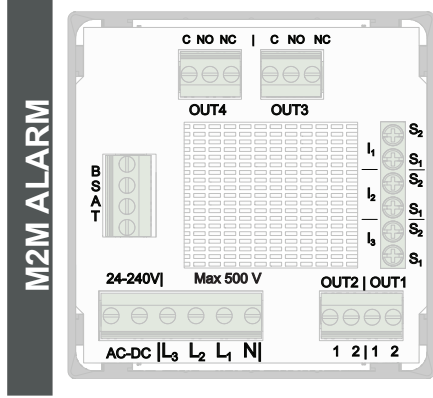 M2M ALARM
C NO NC | C NO NC
OUT4 OUT3
B
S
A
T
I1
I2
I3
S2
S1
S2
S1
S2
S1
24-240V| Max 500 V
OUT2 | OUT1
AC-DC |L3 L2 L1 N|
1 2 | 1 2